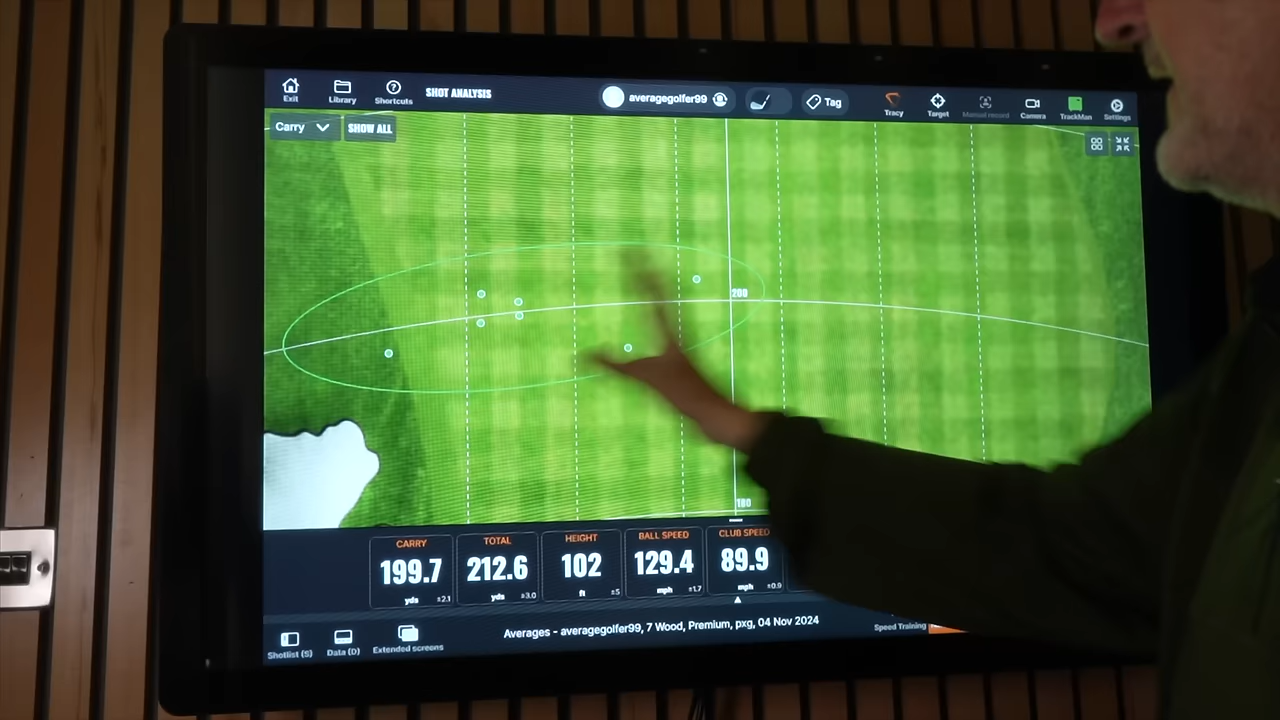 Exit
Library
Shortcuts
SHOT ANALYSIS
averagegolfer99
Tag
Tracy
Target
Manual record
Camera
TrackMan
Settings
Carry
SHOW ALL
200
180
CARRY
199.7
yds ±2.1
TOTAL
212.6
yds ±3.0
HEIGHT
102
ft ±5
BALL SPEED
129.4
mph ±1.7
CLUB SPEED
89.9
mph ±0.9
Shotlist (S)
Data (D)
Extended screens
Averages - averagegolfer99, 7 Wood, Premium, pxg, 04 Nov 2024
Speed Training